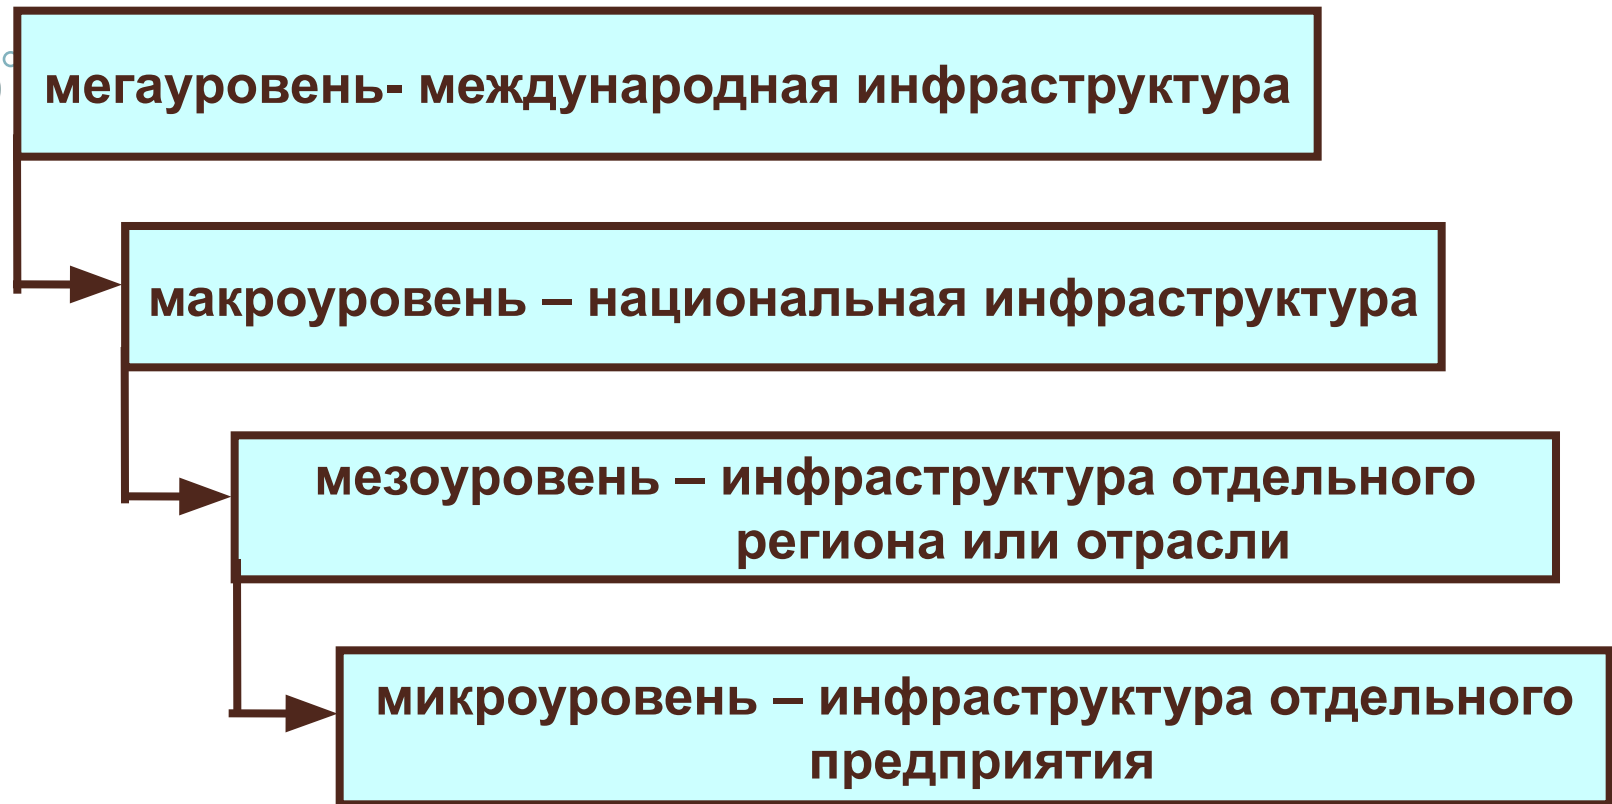 мегауровень- международная инфраструктура
макроуровень – национальная инфраструктура
мезоуровень – инфраструктура отдельного
региона или отрасли
микроуровень – инфраструктура отдельного
предприятия